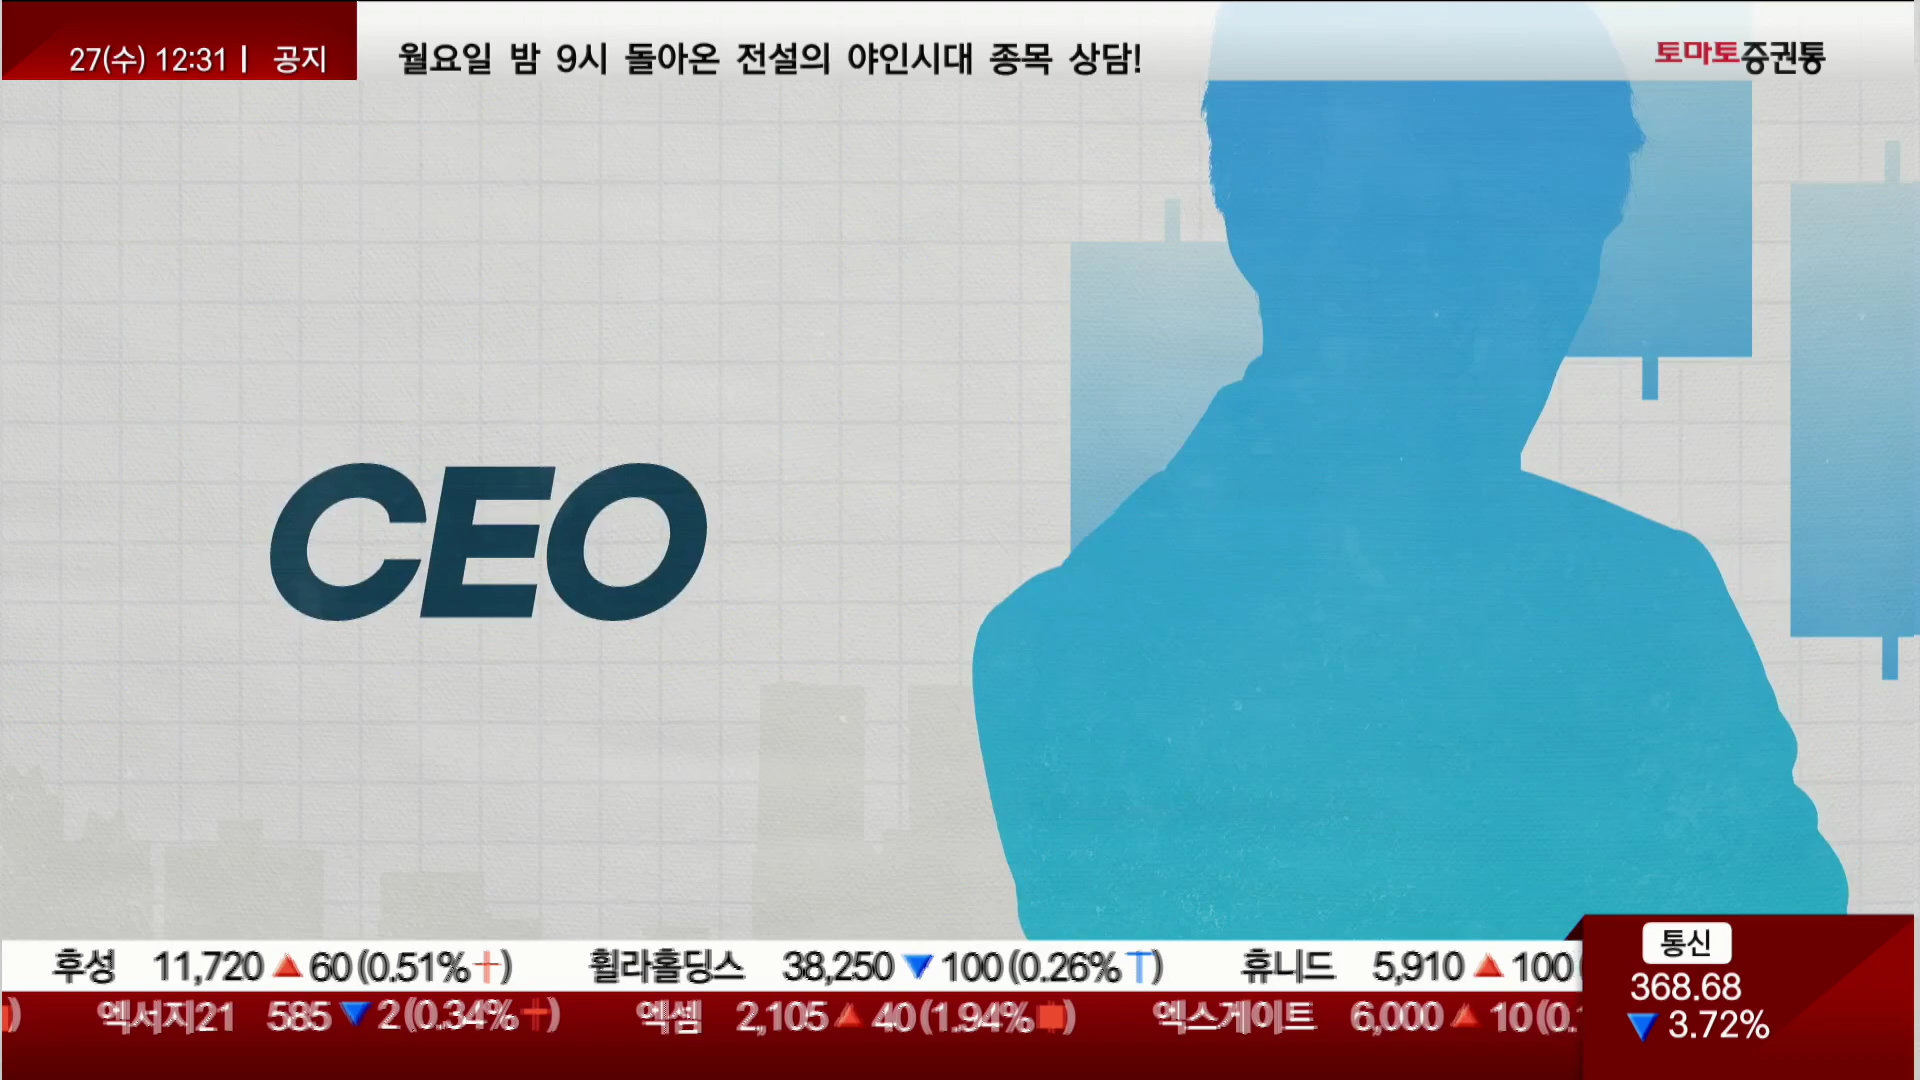 27(수) 12:31 | 공지 월요일 밤 9시 돌아온 전설의 야인시대 종목 상담! 토마토증권통
CEO
후성 11,720 ▲ 60 (0.51%) 휠라홀딩스 38,250 ▼ 100 (0.26%) 휴니드 5,910 ▲ 100 (
) 엑서지21 585 ▼ 2 (0.34%) 엑셈 2,105 ▲ 40 (1.94%) 엑스게이트 6,000 ▲ 10 (0.
통신
368.68
▼ 3.72%